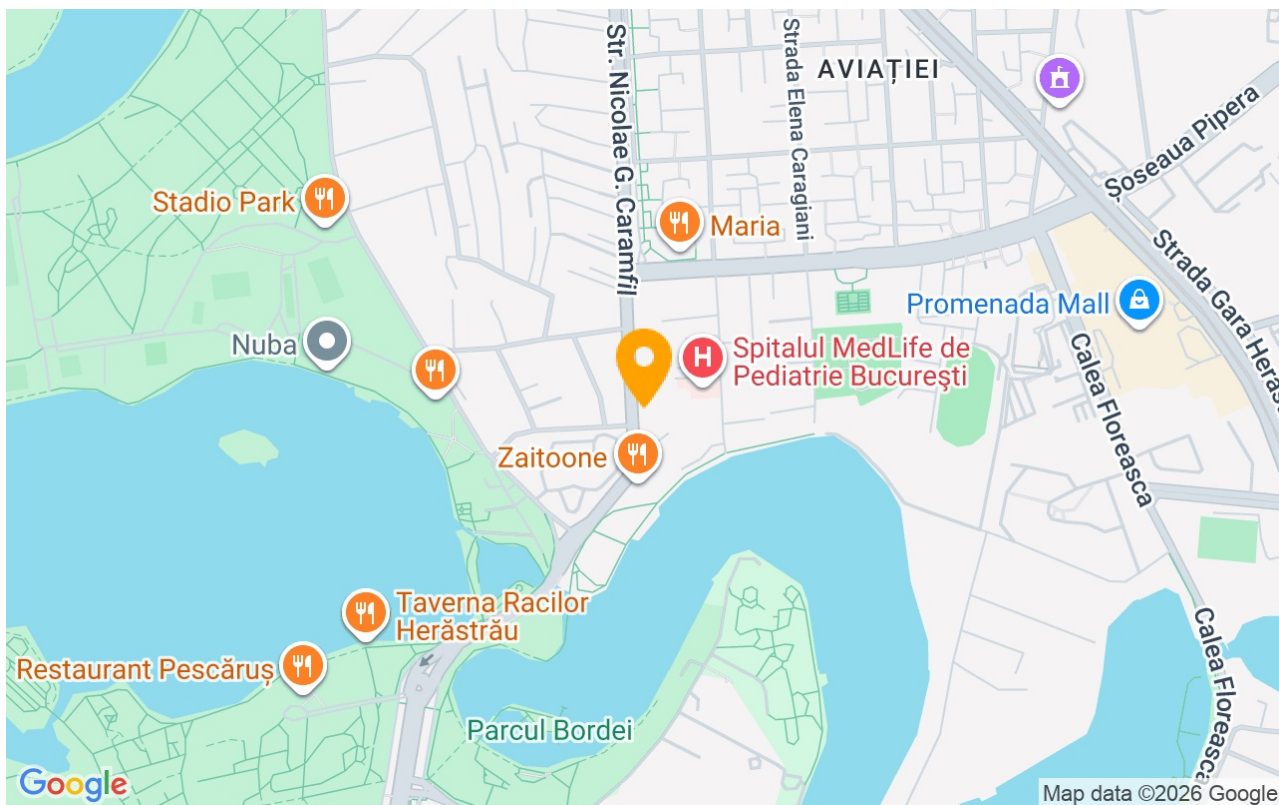 Str. Nicolae G. Caramfil
Strada Elena Caragiani
AVIAȚIEI
Șoseaua Pipera
Stadio Park
Maria
Strada Gara Herăs
Promenada Mall
Nuba
H
Spitalul MedLife de
Pediatrie București
Calea Floreasca
Zaitoone
Taverna Racilor
Herăstrău
Restaurant Pescăruș
Calea Floreasca
Parcul Bordei
Google
Map data ©2026 Google